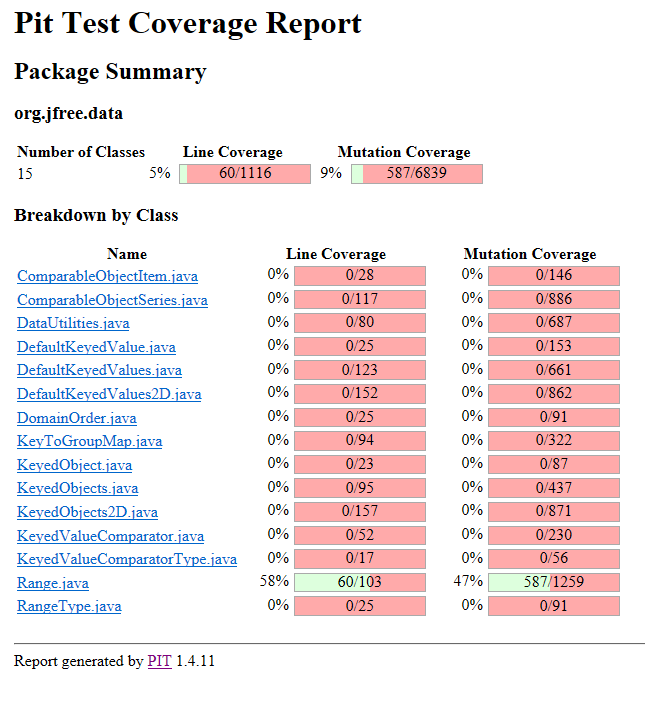 Pit Test Coverage Report
Package Summary
org.jfree.data
Number of Classes Line Coverage Mutation Coverage
15 5% 60/1116 9% 587/6839
Breakdown by Class
Name Line Coverage Mutation Coverage
ComparableObjectItem.java 0% 0/28 0% 0/146
ComparableObjectSeries.java 0% 0/117 0% 0/886
DataUtilities.java 0% 0/80 0% 0/687
DefaultKeyedValue.java 0% 0/25 0% 0/153
DefaultKeyedValues.java 0% 0/123 0% 0/661
DefaultKeyedValues2D.java 0% 0/152 0% 0/862
DomainOrder.java 0% 0/25 0% 0/91
KeyToGroupMap.java 0% 0/94 0% 0/322
KeyedObject.java 0% 0/23 0% 0/87
KeyedObjects.java 0% 0/95 0% 0/437
KeyedObjects2D.java 0% 0/157 0% 0/871
KeyedValueComparator.java 0% 0/52 0% 0/230
KeyedValueComparatorType.java 0% 0/17 0% 0/56
Range.java 58% 60/103 47% 587/1259
RangeType.java 0% 0/25 0% 0/91
Report generated by PIT 1.4.11